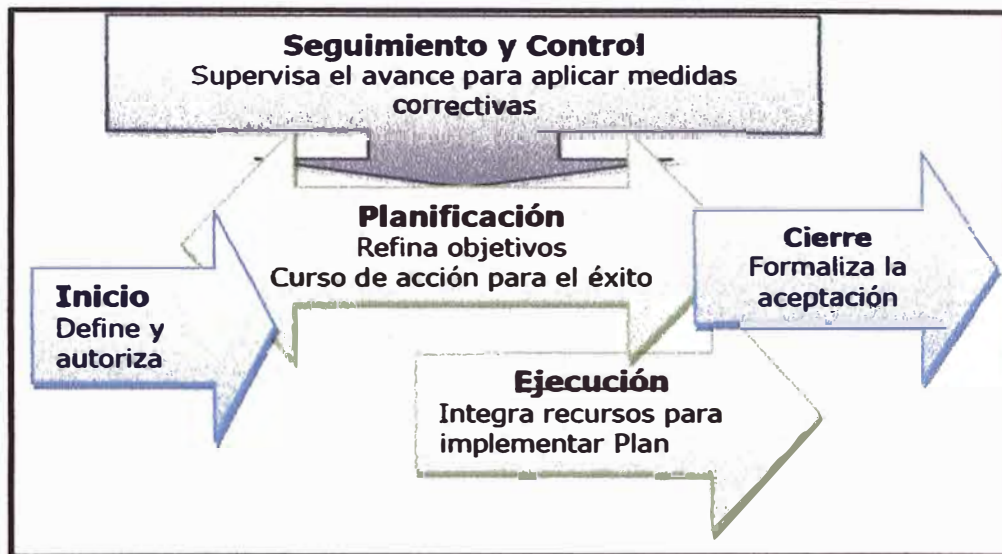 Seguimiento y Control
Supervisa el avance para aplicar medidas
correctivas
Planificación
Refina objetivos
Curso de acción para el éxito
Inicio
Define y
autoriza
Cierre
Formaliza la
aceptación
Ejecución
Integra recursos para
implementar Plan